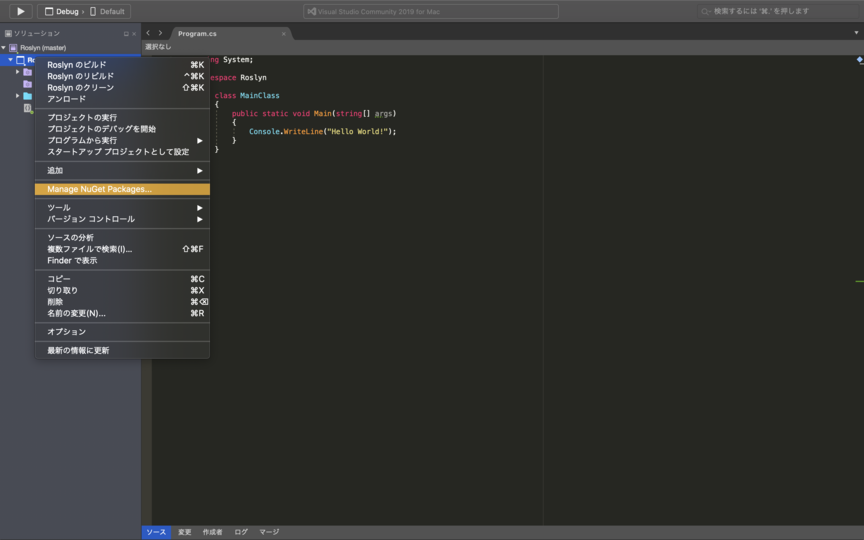 Debug › Default
Visual Studio Community 2019 for Mac
検索するには '⌘.' を押します
ソリューション
Program.cs
Roslyn (master)
選択なし
Ro
Roslyn のビルド ⌘K
Roslyn のリビルド ^⌘K
Roslyn のクリーン ⇧⌘K
アンロード
プロジェクトの実行
プロジェクトのデバッグを開始
プログラムから実行
スタートアップ プロジェクトとして設定
追加
Manage NuGet Packages...
ツール
バージョン コントロール
ソースの分析
複数ファイルで検索(I)... ⇧⌘F
Finder で表示
コピー ⌘C
切り取り ⌘X
削除 ⌘⌫
名前の変更(N)... ⌘R
オプション
最新の情報に更新
ng System;
espace Roslyn
class MainClass
{
public static void Main(string[] args)
{
Console.WriteLine("Hello World!");
}
}
ソース 変更 作成者 ログ マージ